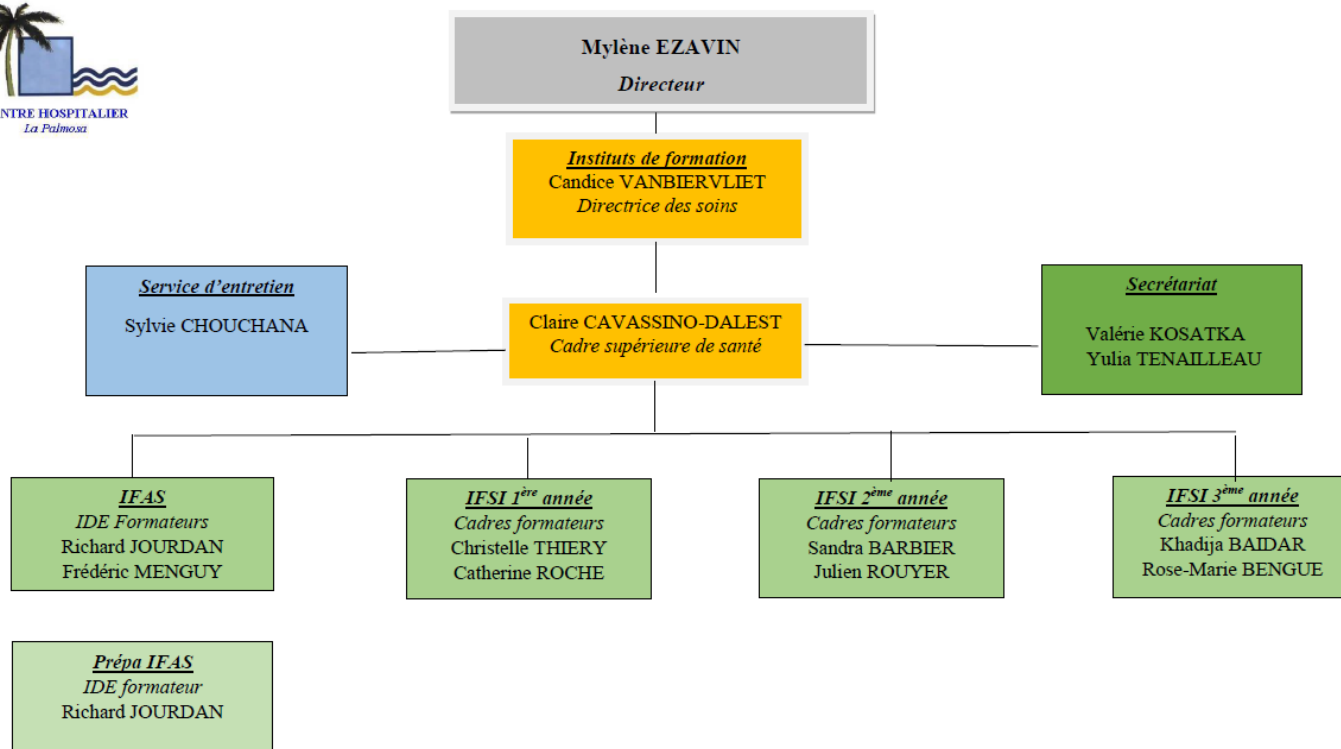 NTRE HOSPITALIER
La Palmosa
Mylène EZAVIN
Directeur
Instituts de formation
Candice VANBIERVLIET
Directrice des soins
Service d’entretien
Sylvie CHOUCHANA
Claire CAVASSINO-DALEST
Cadre supérieure de santé
Secrétariat
Valérie KOSATKA
Yulia TENAILLEAU
IFAS
IDE Formateurs
Richard JOURDAN
Frédéric MENGUY
IFSI 1ère année
Cadres formateurs
Christelle THIERY
Catherine ROCHE
IFSI 2ème année
Cadres formateurs
Sandra BARBIER
Julien ROUYER
IFSI 3ème année
Cadres formateurs
Khadija BAIDAR
Rose-Marie BENGUE
Prépa IFAS
IDE formateur
Richard JOURDAN